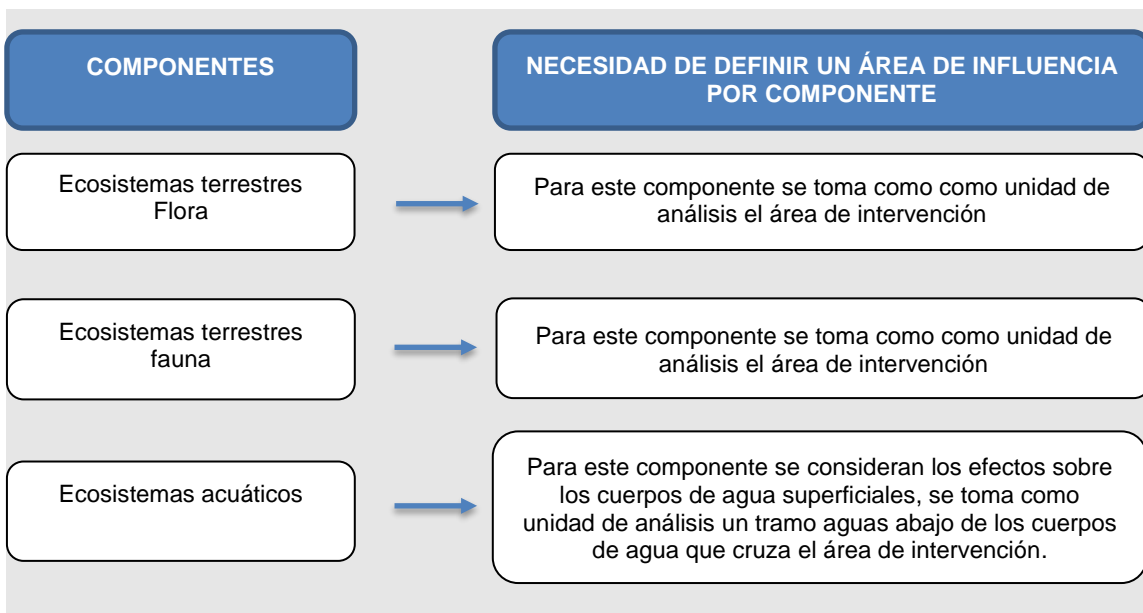 COMPONENTES
NECESIDAD DE DEFINIR UN ÁREA DE INFLUENCIA
POR COMPONENTE
Ecosistemas terrestres
Flora
Para este componente se toma como como unidad de
análisis el área de intervención
Ecosistemas terrestres
fauna
Para este componente se toma como como unidad de
análisis el área de intervención
Ecosistemas acuáticos
Para este componente se consideran los efectos sobre
los cuerpos de agua superficiales, se toma como
unidad de análisis un tramo aguas abajo de los cuerpos
de agua que cruza el área de intervención.